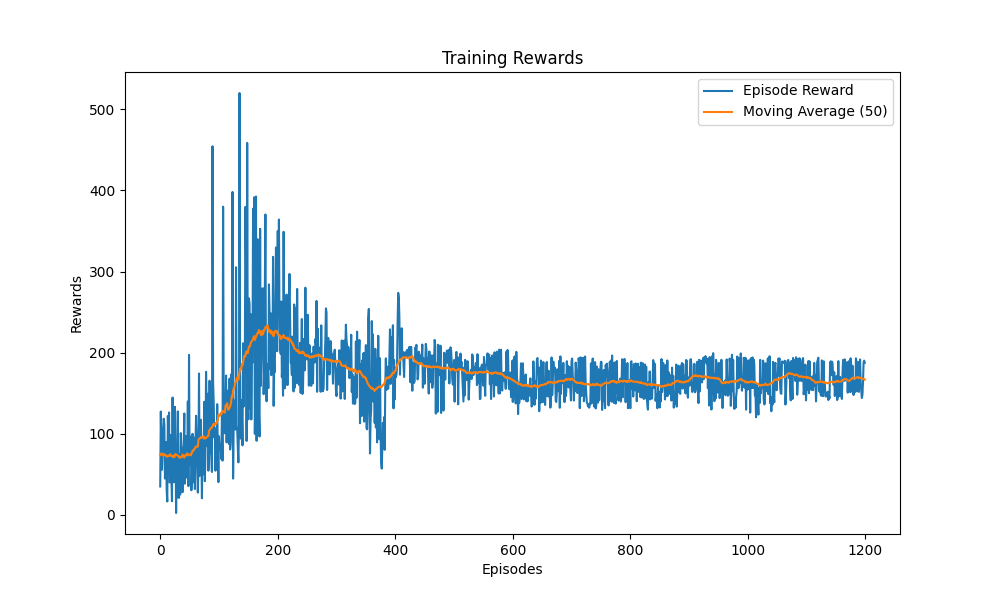 Training Rewards
Episode Reward
Moving Average (50)
500
400
300
200
100
0
Rewards
0 200 400 600 800 1000 1200
Episodes